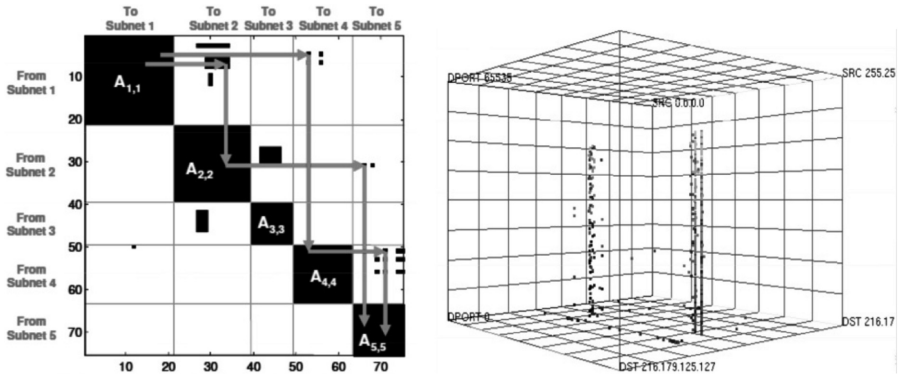 To To To To To
Subnet 1 Subnet 2 Subnet 3 Subnet 4 Subnet 5
From
Subnet 1
From
Subnet 2
From
Subnet 3
From
Subnet 4
From
Subnet 5
10
20
30
40
50
60
70
A1,1
A2,2
A3,3
A4,4
A5,5
10 20 30 40 50 60 70
DPORT 65535
SRC 255.25
SRC 0.0.0.0
DPORT 0
DST 216.17
DST 216.179.125.127